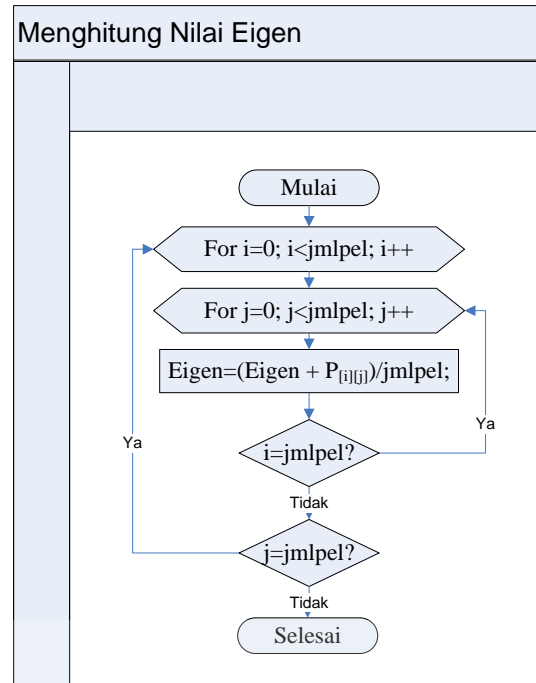 Menghitung Nilai Eigen
Mulai
For i=0; i<jmlpel; i++
For j=0; j<jmlpel; j++
Eigen=(Eigen + P[i][j])/jmlpel;
Ya
Ya
i=jmlpel?
Tidak
j=jmlpel?
Tidak
Selesai